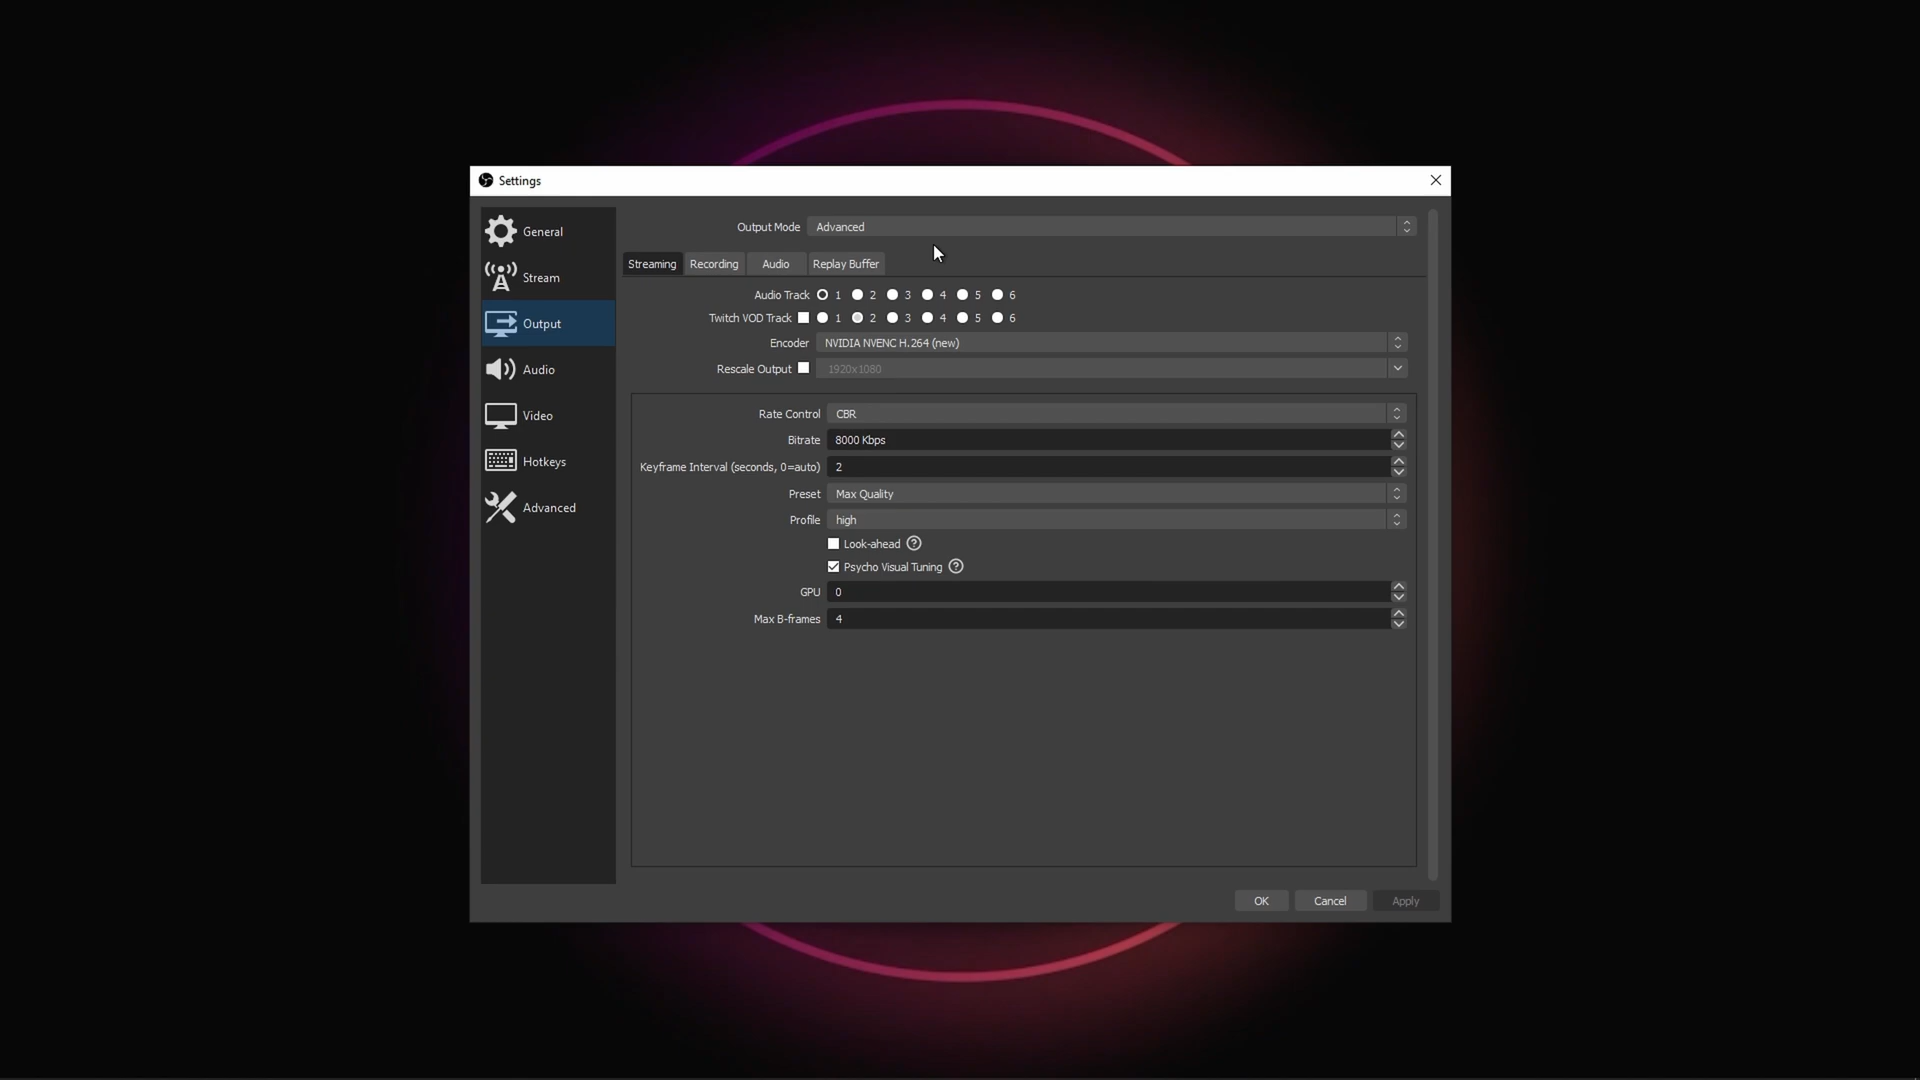 Settings
General
Stream
Output
Audio
Video
Hotkeys
Advanced
Output Mode Advanced
Streaming Recording Audio Replay Buffer
Audio Track 1 2 3 4 5 6
Twitch VOD Track 1 2 3 4 5 6
Encoder NVIDIA NVENC H.264 (new)
Rescale Output 1920x1080
Rate Control CBR
Bitrate 8000 Kbps
Keyframe Interval (seconds, 0=auto) 2
Preset Max Quality
Profile high
Look-ahead ?
Psycho Visual Tuning ?
GPU 0
Max B-frames 4
OK Cancel Apply